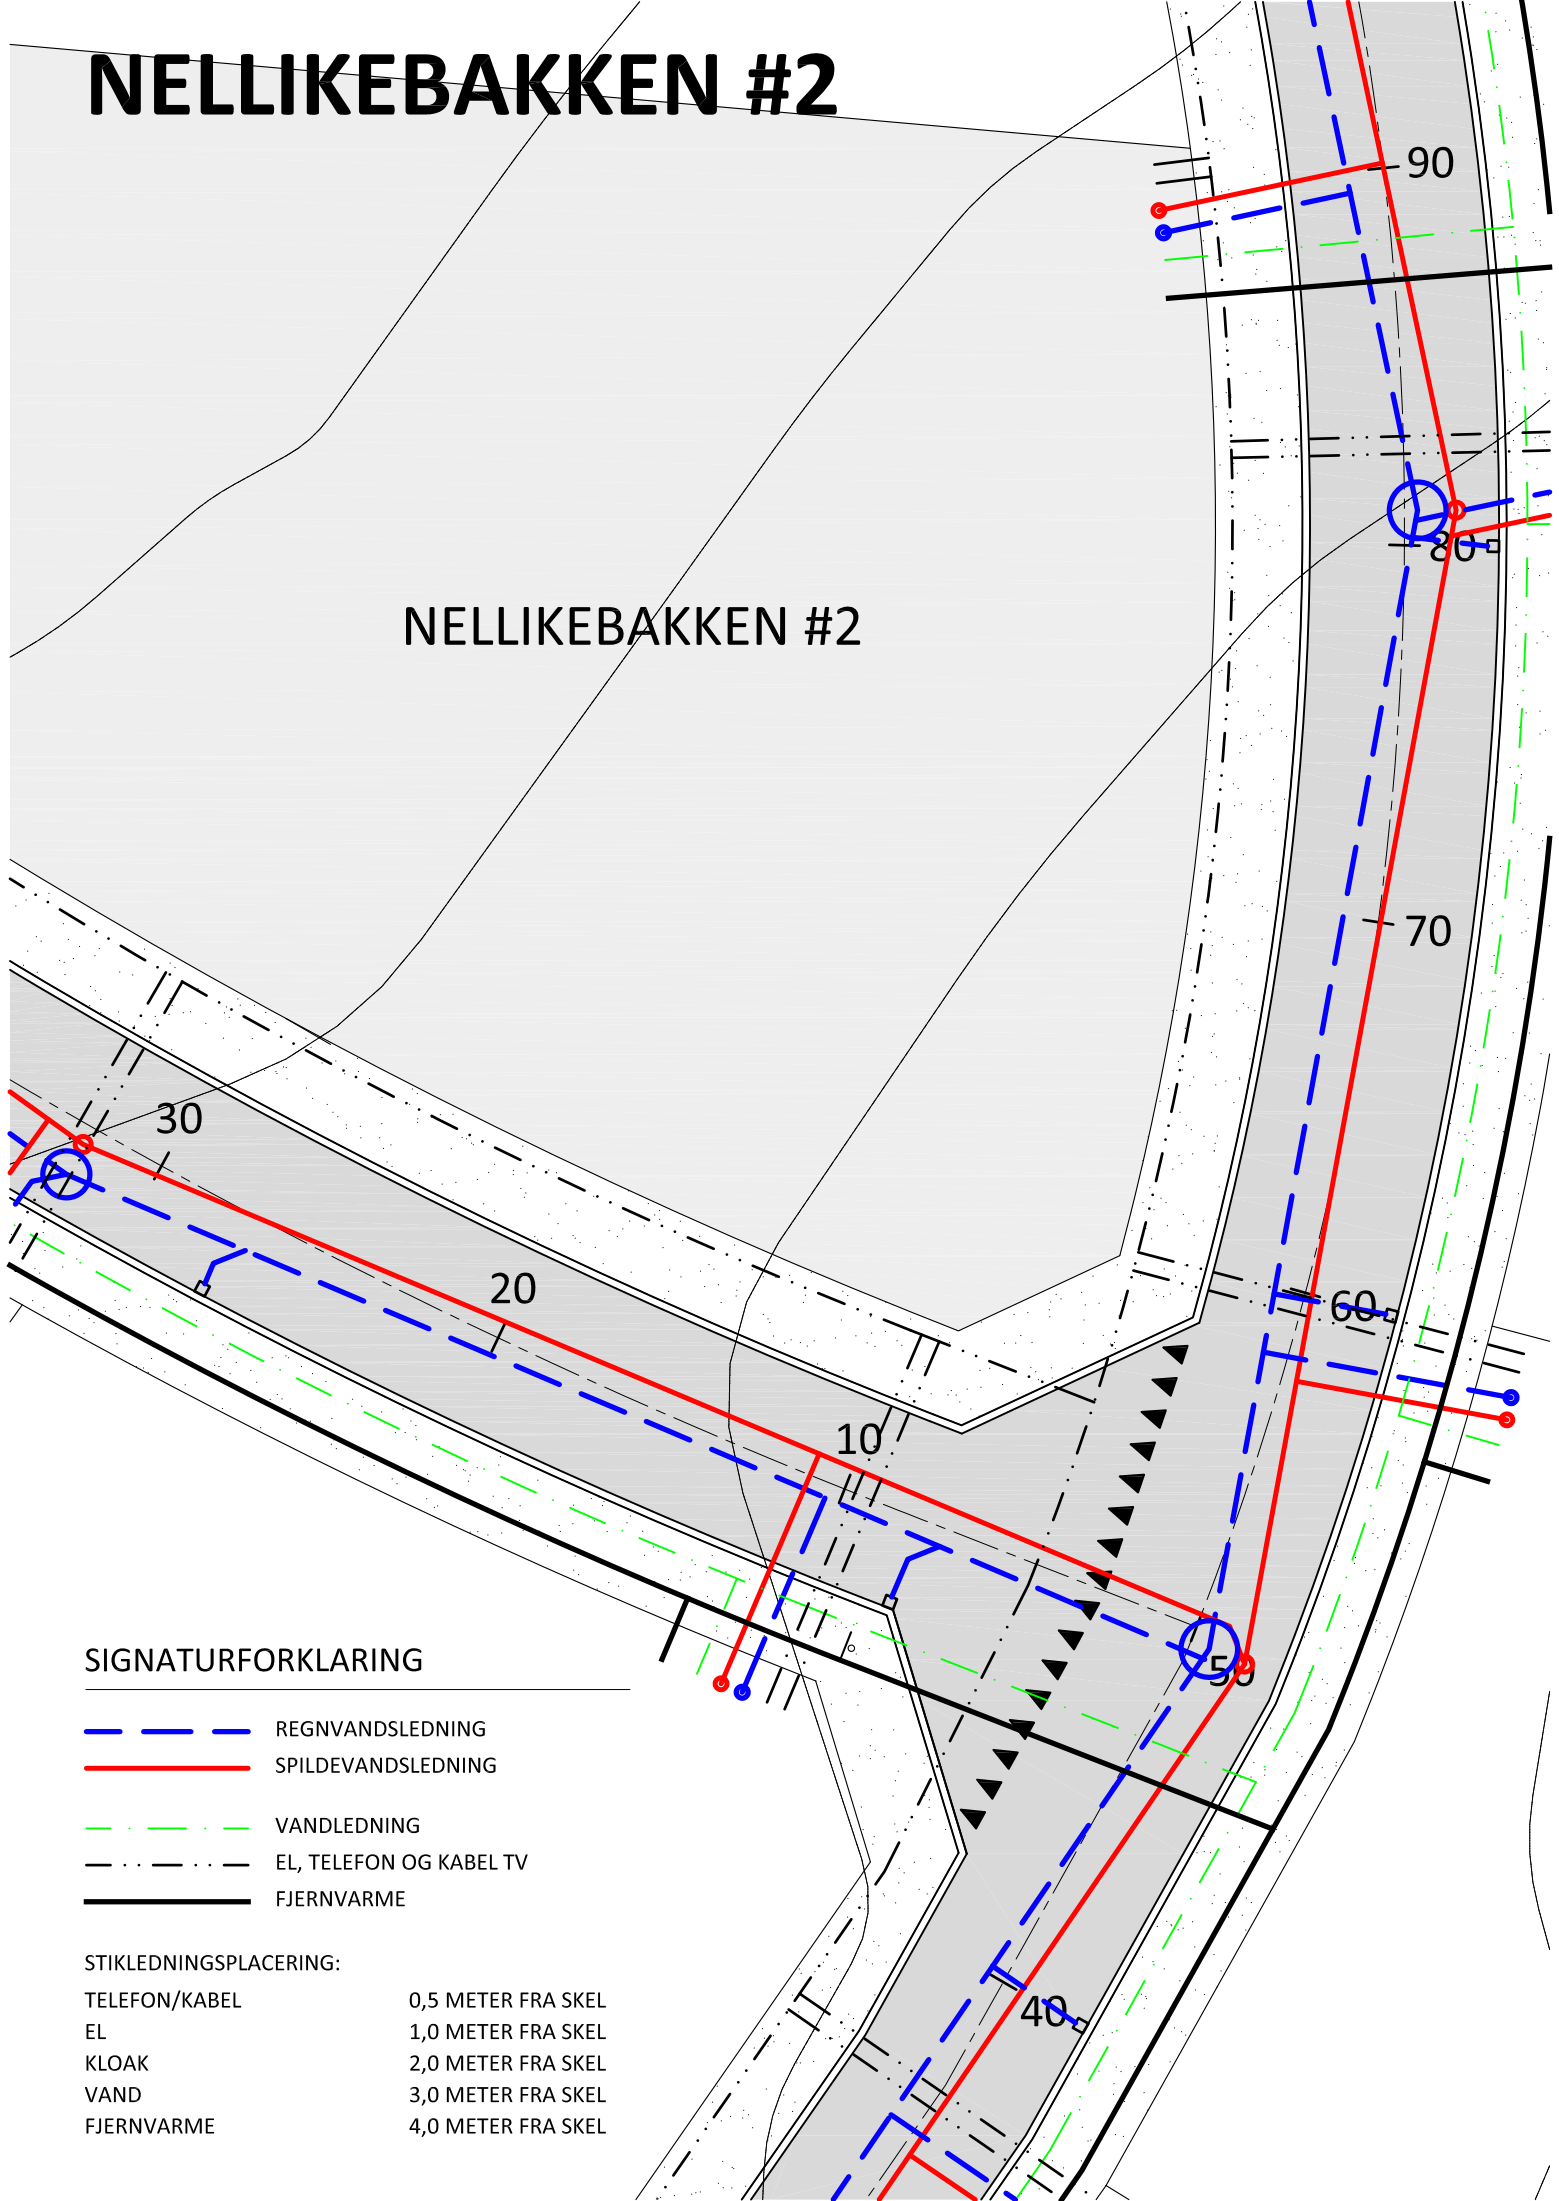 NELLIKEBAKKEN #2
90
80
NELLIKEBAKKEN #2
70
30
20
60
10
50
SIGNATURFORKLARING
REGNVANDSLEDNING
SPILDEVANDSLEDNING
VANDLEDNING
EL, TELEFON OG KABEL TV
FJERNVARME
STIKLEDNINGSPLACERING:
TELEFON/KABEL 0,5 METER FRA SKEL
EL 1,0 METER FRA SKEL
40
KLOAK 2,0 METER FRA SKEL
VAND 3,0 METER FRA SKEL
FJERNVARME 4,0 METER FRA SKEL